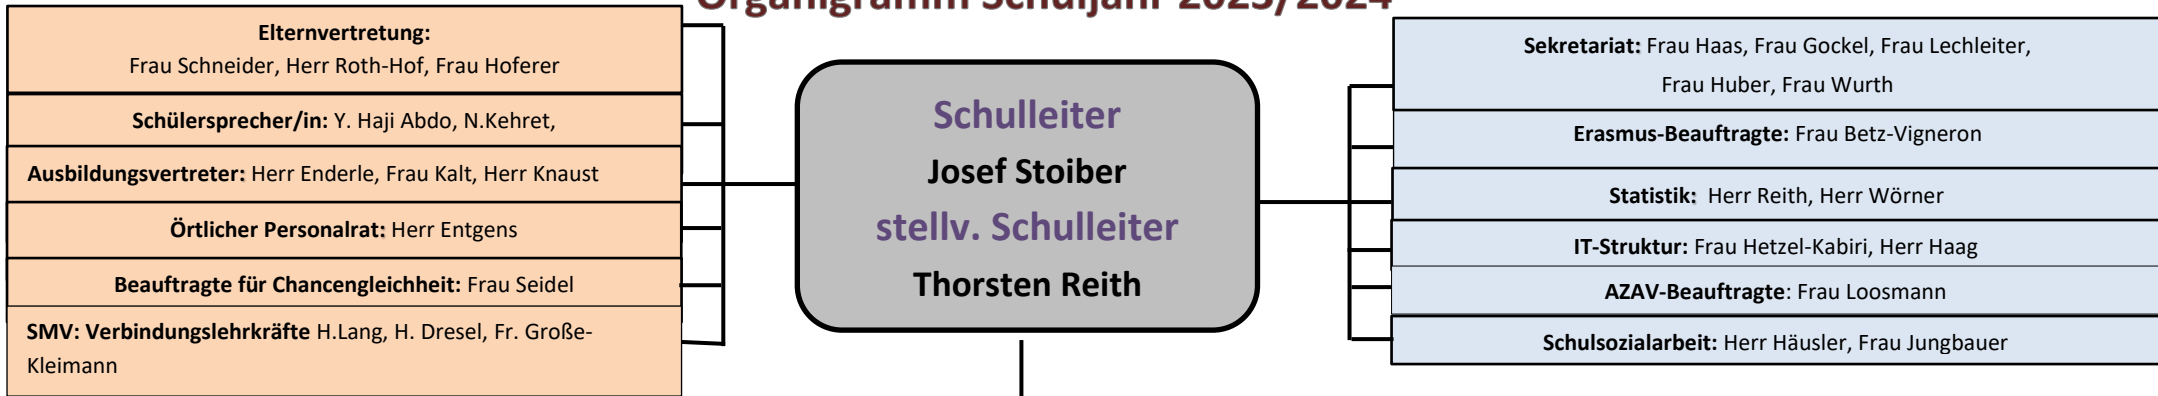 Organigramm Schuljahr 2023/2024
Elternvertretung:
Frau Schneider, Herr Roth-Hof, Frau Hoferer
Schülersprecher/in: Y. Haji Abdo, N.Kehret,
Ausbildungsvertreter: Herr Enderle, Frau Kalt, Herr Knaust
Örtlicher Personalrat: Herr Entgens
Beauftragte für Chancengleichheit: Frau Seidel
SMV: Verbindungslehrkräfte H.Lang, H. Dresel, Fr. Große-
Kleimann
Schulleiter
Josef Stoiber
stellv. Schulleiter
Thorsten Reith
Sekretariat: Frau Haas, Frau Gockel, Frau Lechleiter,
Frau Huber, Frau Wurth
Erasmus-Beauftragte: Frau Betz-Vigneron
Statistik: Herr Reith, Herr Wörner
IT-Struktur: Frau Hetzel-Kabiri, Herr Haag
AZAV-Beauftragte: Frau Loosmann
Schulsozialarbeit: Herr Häusler, Frau Jungbauer